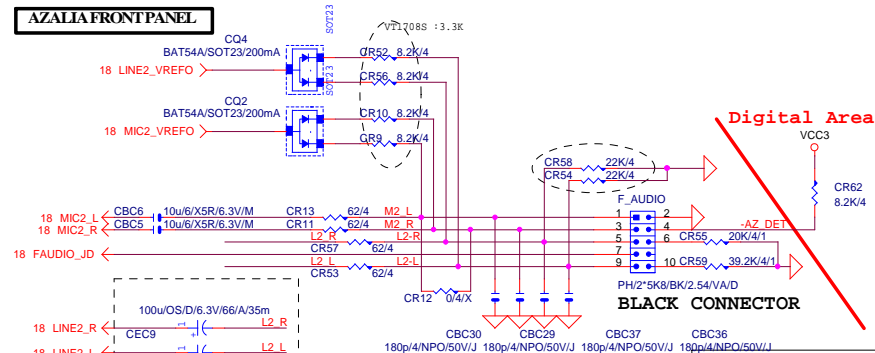 AZALIA FRONT PANEL
SOT23
VT1708S :3.3K
CQ4
BAT54A/SOT23/200mA
CR52 8.2K/4
18 LINE2_VREFO
SOT23
CR56 8.2K/4
CQ2
BAT54A/SOT23/200mA
CR10 8.2K/4
18 MIC2_VREFO
CR9 8.2K/4
Digital Area
VCC3
CR58 22K/4
CR54 22K/4
CR62
8.2K/4
F_AUDIO
18 MIC2_L CBC6 10u/6/X5R/6.3V/M CR13 62/4 M2_L 1 2
18 MIC2_R CBC5 10u/6/X5R/6.3V/M CR11 62/4 M2_R 3 4 -AZ_DET
L2_R L2-R 5 6 CR55 20K/4/1
CR57 62/4
18 FAUDIO_JD 7
L2_L L2-L 9 10 CR59 39.2K/4/1
CR53 62/4
PH/2*5K8/BK/2.54/VA/D
CR12 0/4/X
BLACK CONNECTOR
100u/OS/D/6.3V/66/A/35m
18 LINE2_R 1 L2_R
CEC9
CBC30 CBC29 CBC37 CBC36
180p/4/NPO/50V/J 180p/4/NPO/50V/J 180p/4/NPO/50V/J 180p/4/NPO/50V/J
18 LINE2_L 1 L2_L